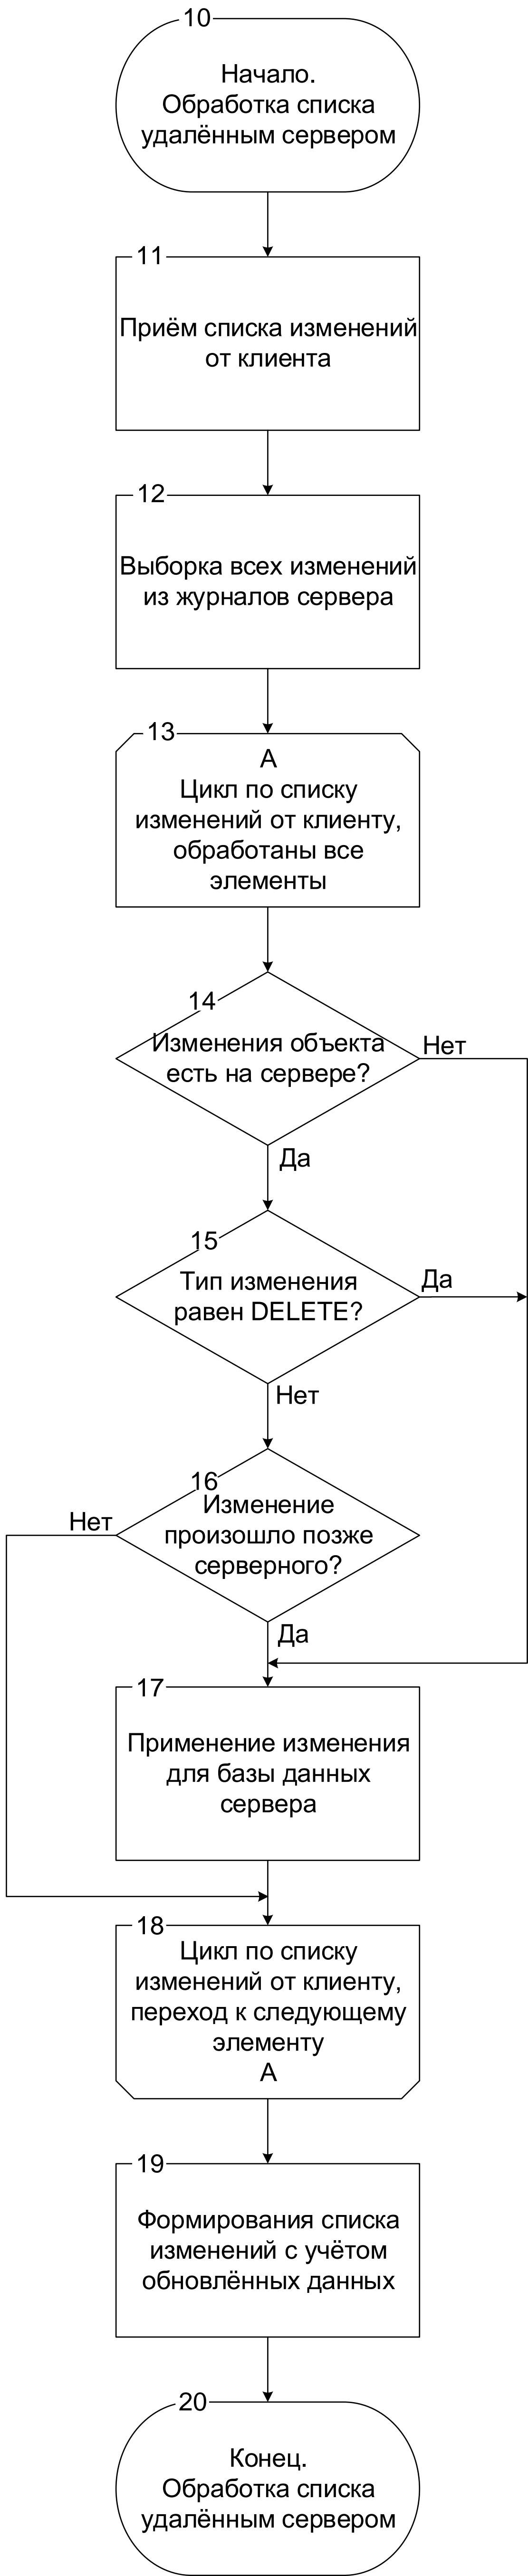 10
Начало.
Обработка списка
удалённым сервером
11
Приём списка изменений
от клиента
12
Выборка всех изменений
из журналов сервера
13
А
Цикл по списку
изменений от клиенту,
обработаны все
элементы
14
Изменения объекта
есть на сервере?
Нет
Да
15
Тип изменения
равен DELETE?
Да
Нет
16
Изменение
произошло позже
серверного?
Нет
Да
17
Применение изменения
для базы данных
сервера
18
Цикл по списку
изменений от клиенту,
переход к следующему
элементу
А
19
Формирования списка
изменений с учётом
обновлённых данных
20
Конец.
Обработка списка
удалённым сервером